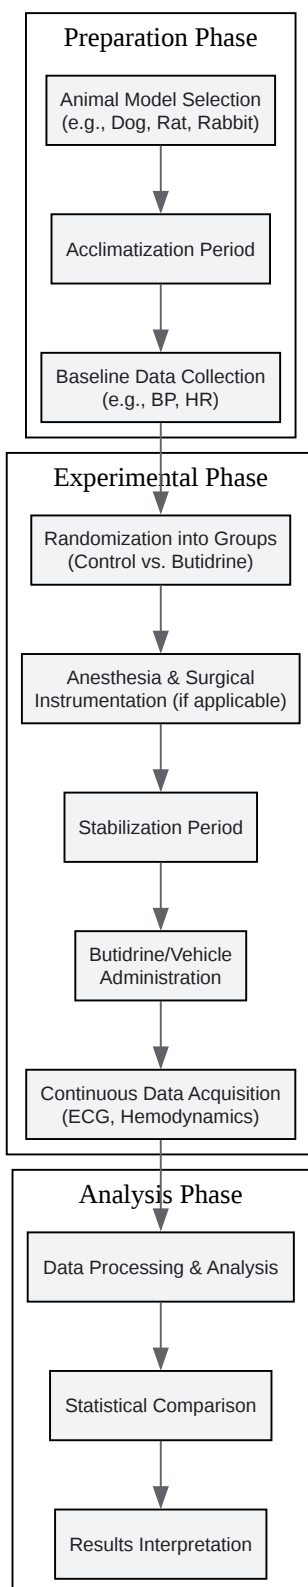 Preparation Phase
Animal Model Selection
(e.g., Dog, Rat, Rabbit)
Acclimatization Period
Baseline Data Collection
(e.g., BP, HR)
Experimental Phase
Randomization into Groups
(Control vs. Butidrine)
Anesthesia & Surgical
Instrumentation (if applicable)
Stabilization Period
Butidrine/Vehicle
Administration
Continuous Data Acquisition
(ECG, Hemodynamics)
Analysis Phase
Data Processing & Analysis
Statistical Comparison
Results Interpretation